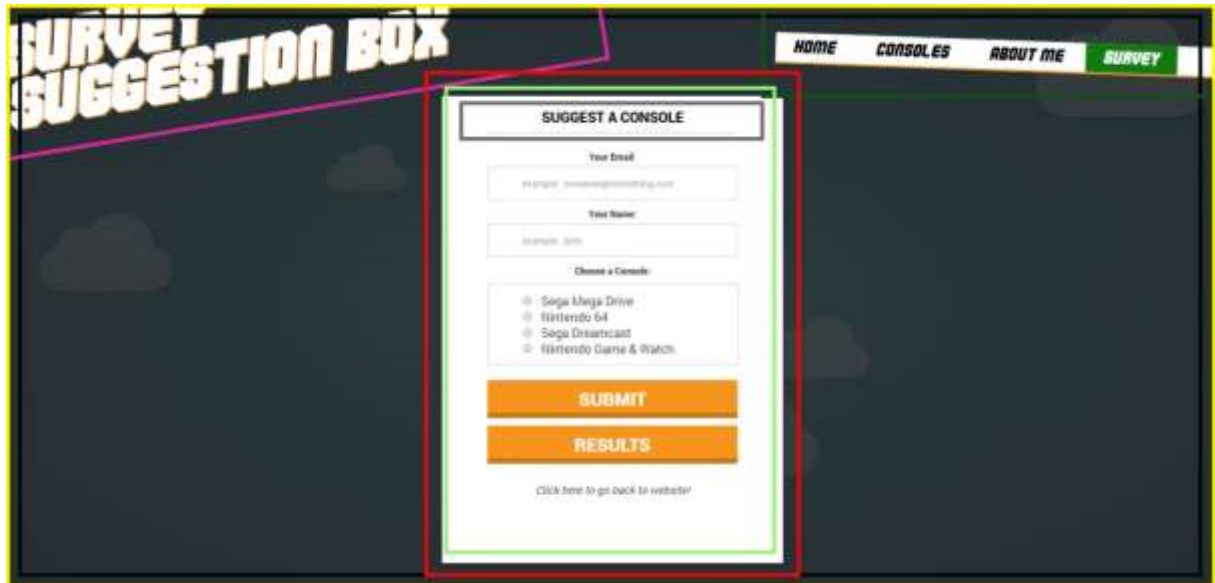 SURVEY
SUGGESTION BOX
HOME CONSOLES ABOUT ME SURVEY
SUGGEST A CONSOLE
Your Email
Your Name
Choose a Console:
Sega Mega Drive
Nintendo 64
Sega Dreamcast
Nintendo Game & Watch
SUBMIT
RESULTS
Click here to go back to website!